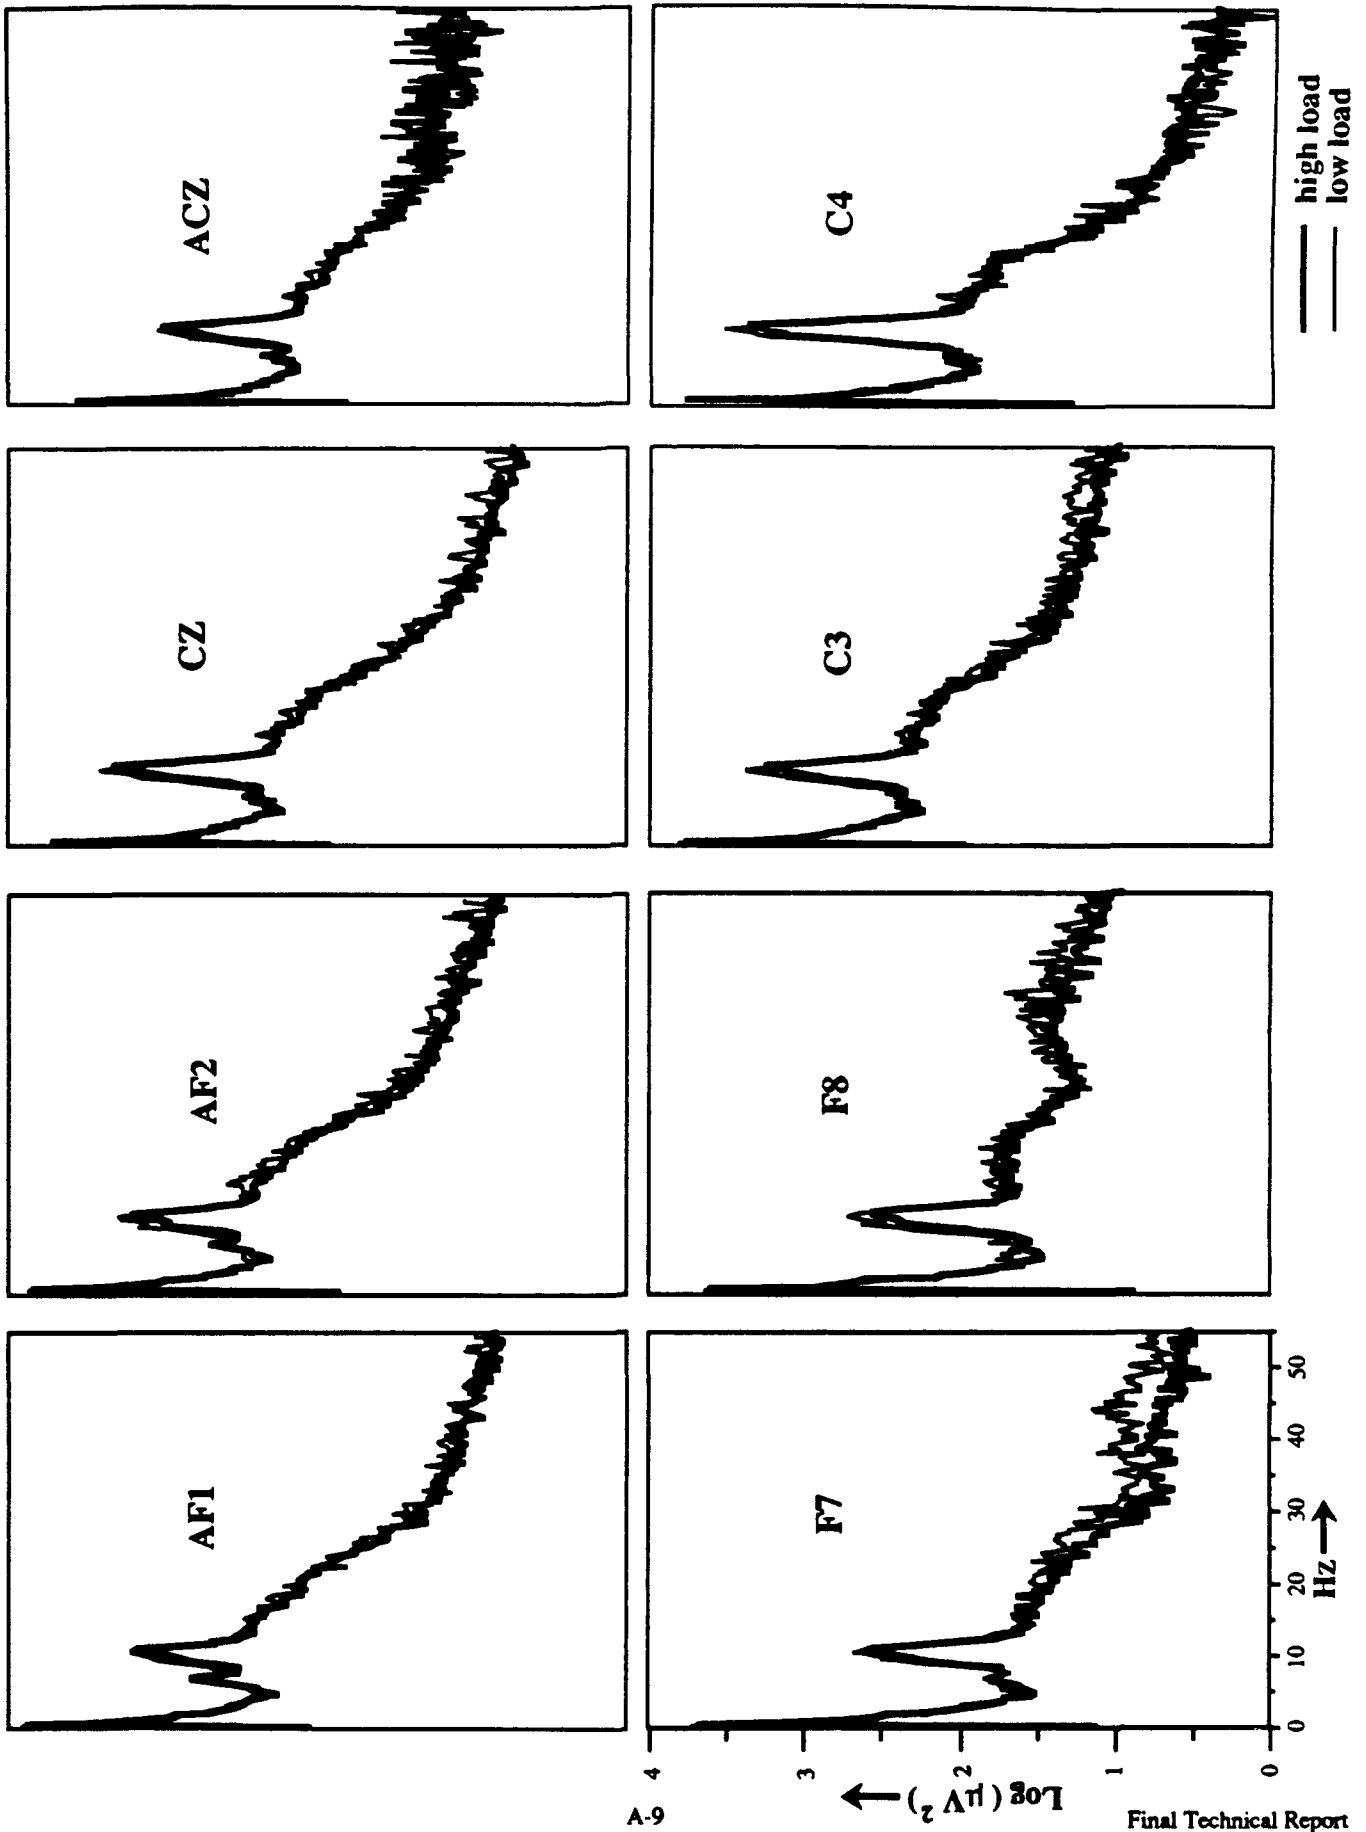 AF1
AF2
CZ
ACZ
F7
F8
C3
C4
Log ( μV ² )
4
3
2
1
0
0
10
20
30
40
50
Hz
high load
low load
A-9
Final Technical Report